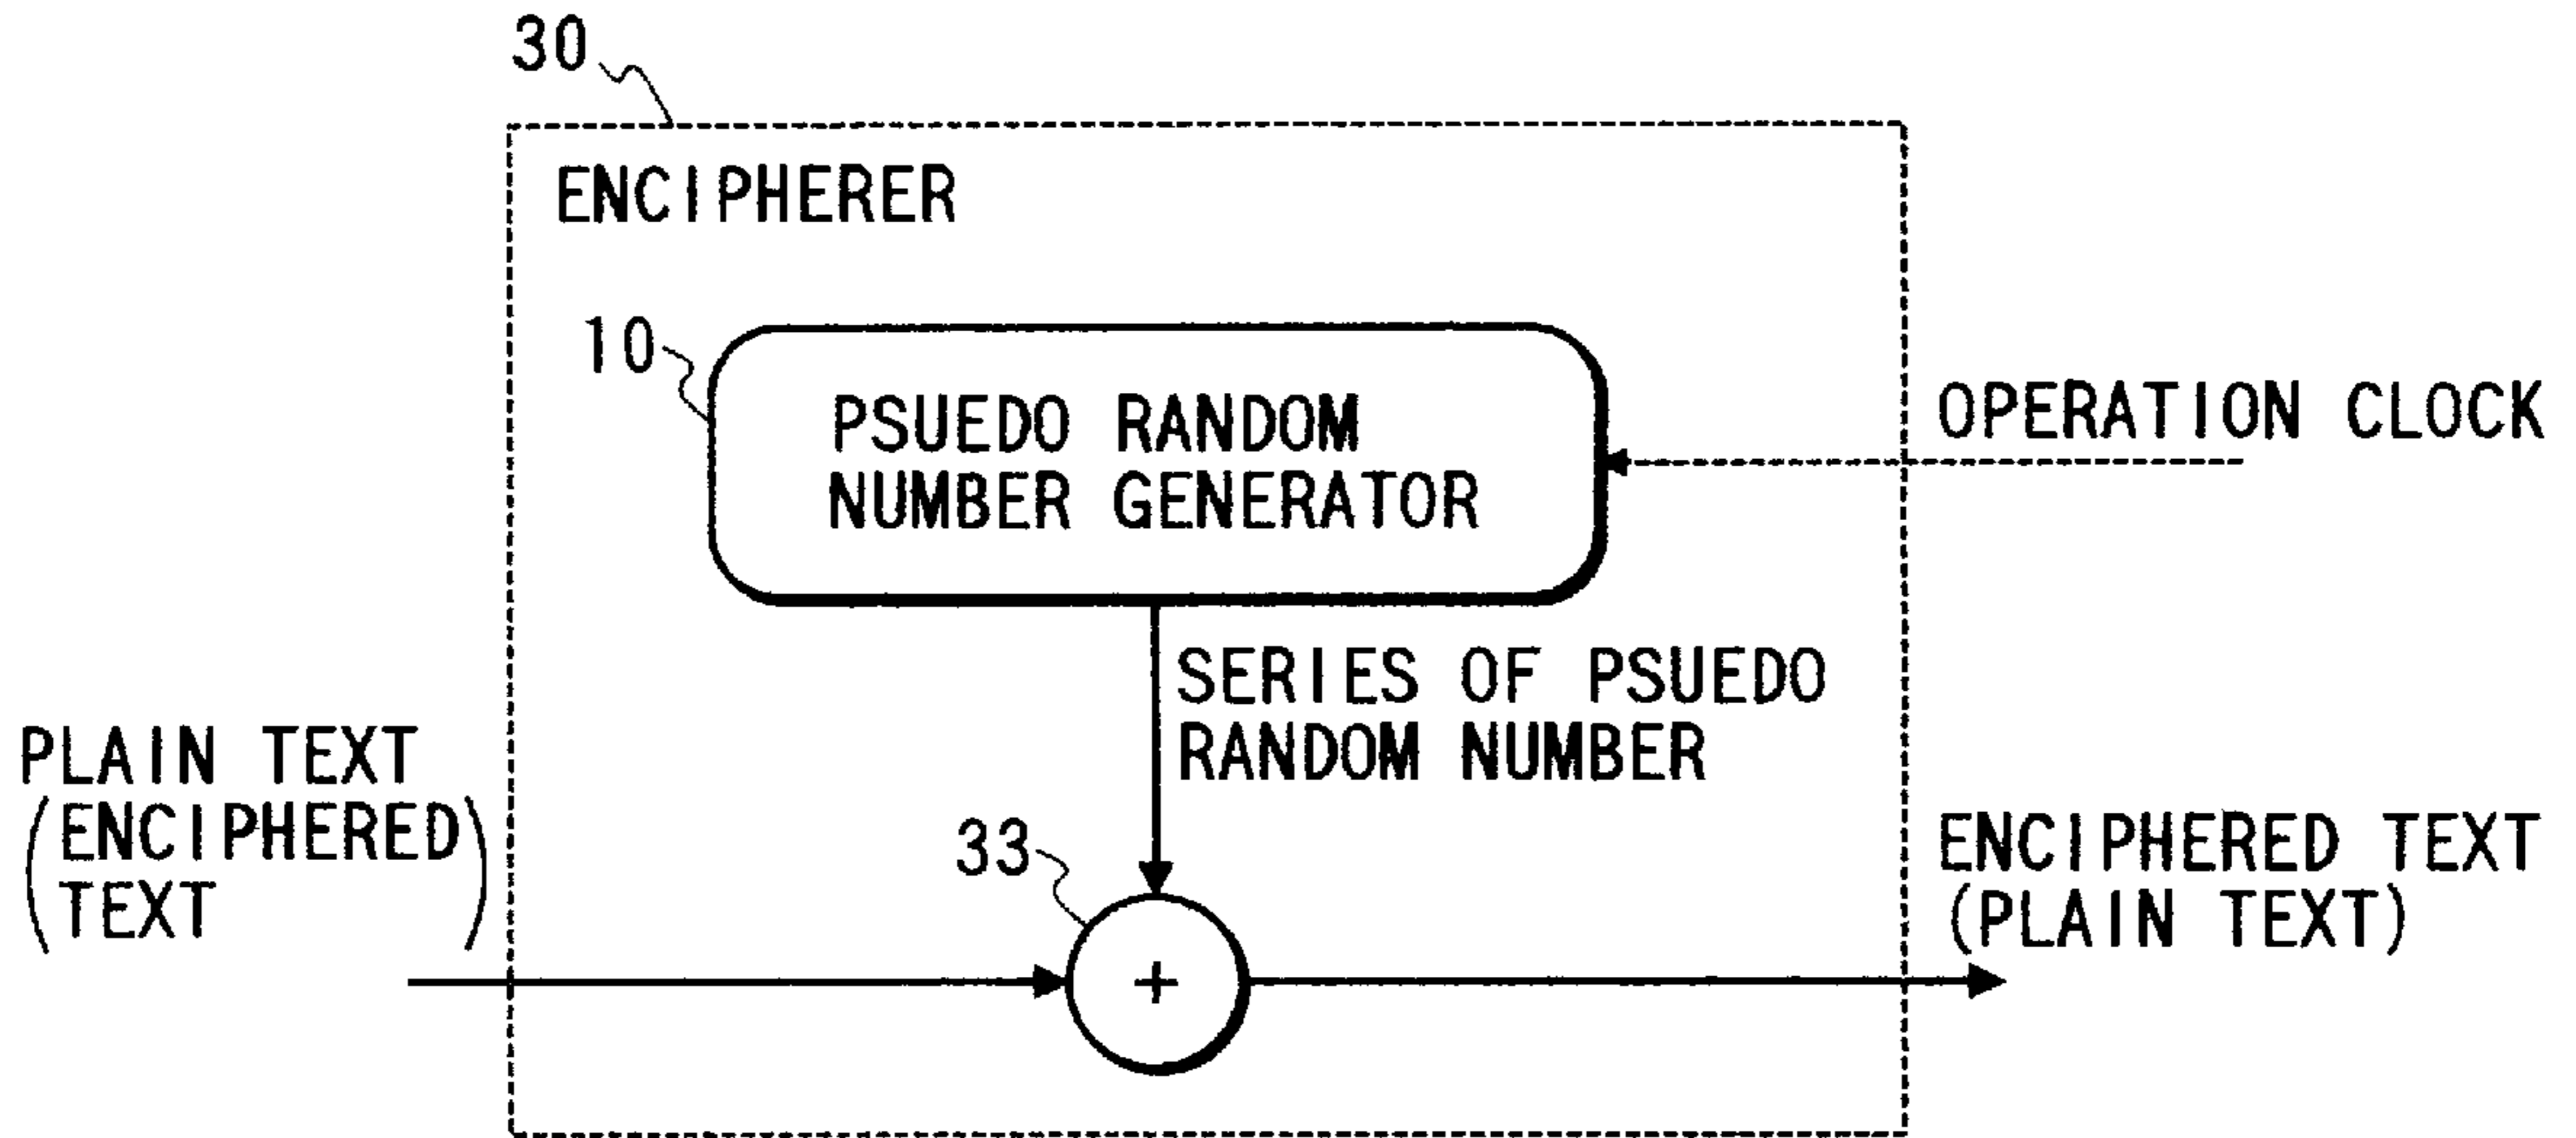 30
ENCIPHERER
10
PSUEDO RANDOM
NUMBER GENERATOR
OPERATION CLOCK
SERIES OF PSUEDO
RANDOM NUMBER
PLAIN TEXT
(ENCIPHERED
TEXT)
33
+
ENCIPHERED TEXT
(PLAIN TEXT)